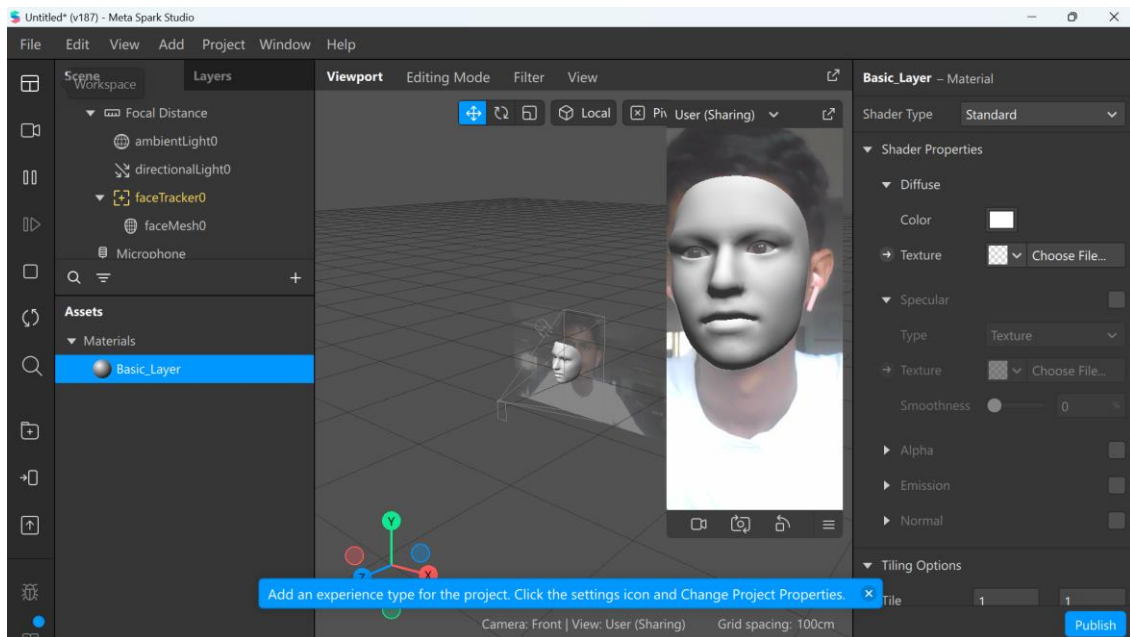 Untitled* (v187) - Meta Spark Studio
File Edit View Add Project Window Help
Scene Layers
Workspace
Focal Distance
ambientLight0
directionalLight0
faceTracker0
faceMesh0
Microphone
Assets
Materials
Basic_Layer
Viewport Editing Mode Filter View
Local Piv User (Sharing)
Y
X
Z
Add an experience type for the project. Click the settings icon and Change Project Properties.
Camera: Front | View: User (Sharing) Grid spacing: 100cm
Basic_Layer – Material
Shader Type Standard
Shader Properties
Diffuse
Color
Texture Choose File...
Specular
Type Texture
Texture Choose File...
Smoothness 0 %
Alpha
Emission
Normal
Tiling Options
Tile 1 1
Publish